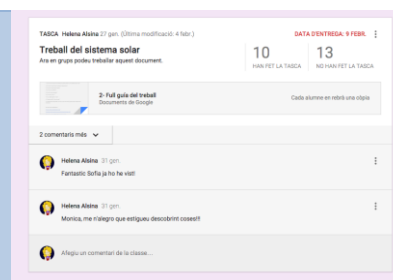 TASCA Helena Alsina 27 gen. (Última modificació: 4 febr.)
DATA D'ENTREGA: 9 FEBR.
Treball del sistema solar
Ara en grups podeu treballar aquest document.
10
HAN FET LA TASCA
13
NO HAN FET LA TASCA
2- Full guia del treball
Documents de Google
Cada alumne en rebrà una còpia
2 comentaris més
Helena Alsina 31 gen
Fantastic Sofia ja ho he vist!
Helena Alsina 31 gen
Monica, me n'alegro que estigueu descobrint coses!!!
Afegiu un comentari de la classe...